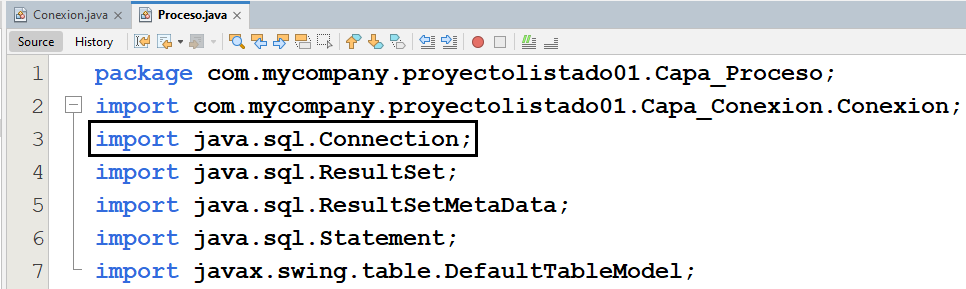 Conexion.java Proceso.java
Source History
1 package com.mycompany.proyectolistado01.Capa_Proceso;
2 import com.mycompany.proyectolistado01.Capa_Conexion.Conexion;
3 import java.sql.Connection;
4 import java.sql.ResultSet;
5 import java.sql.ResultSetMetaData;
6 import java.sql.Statement;
7 import javax.swing.table.DefaultTableModel;